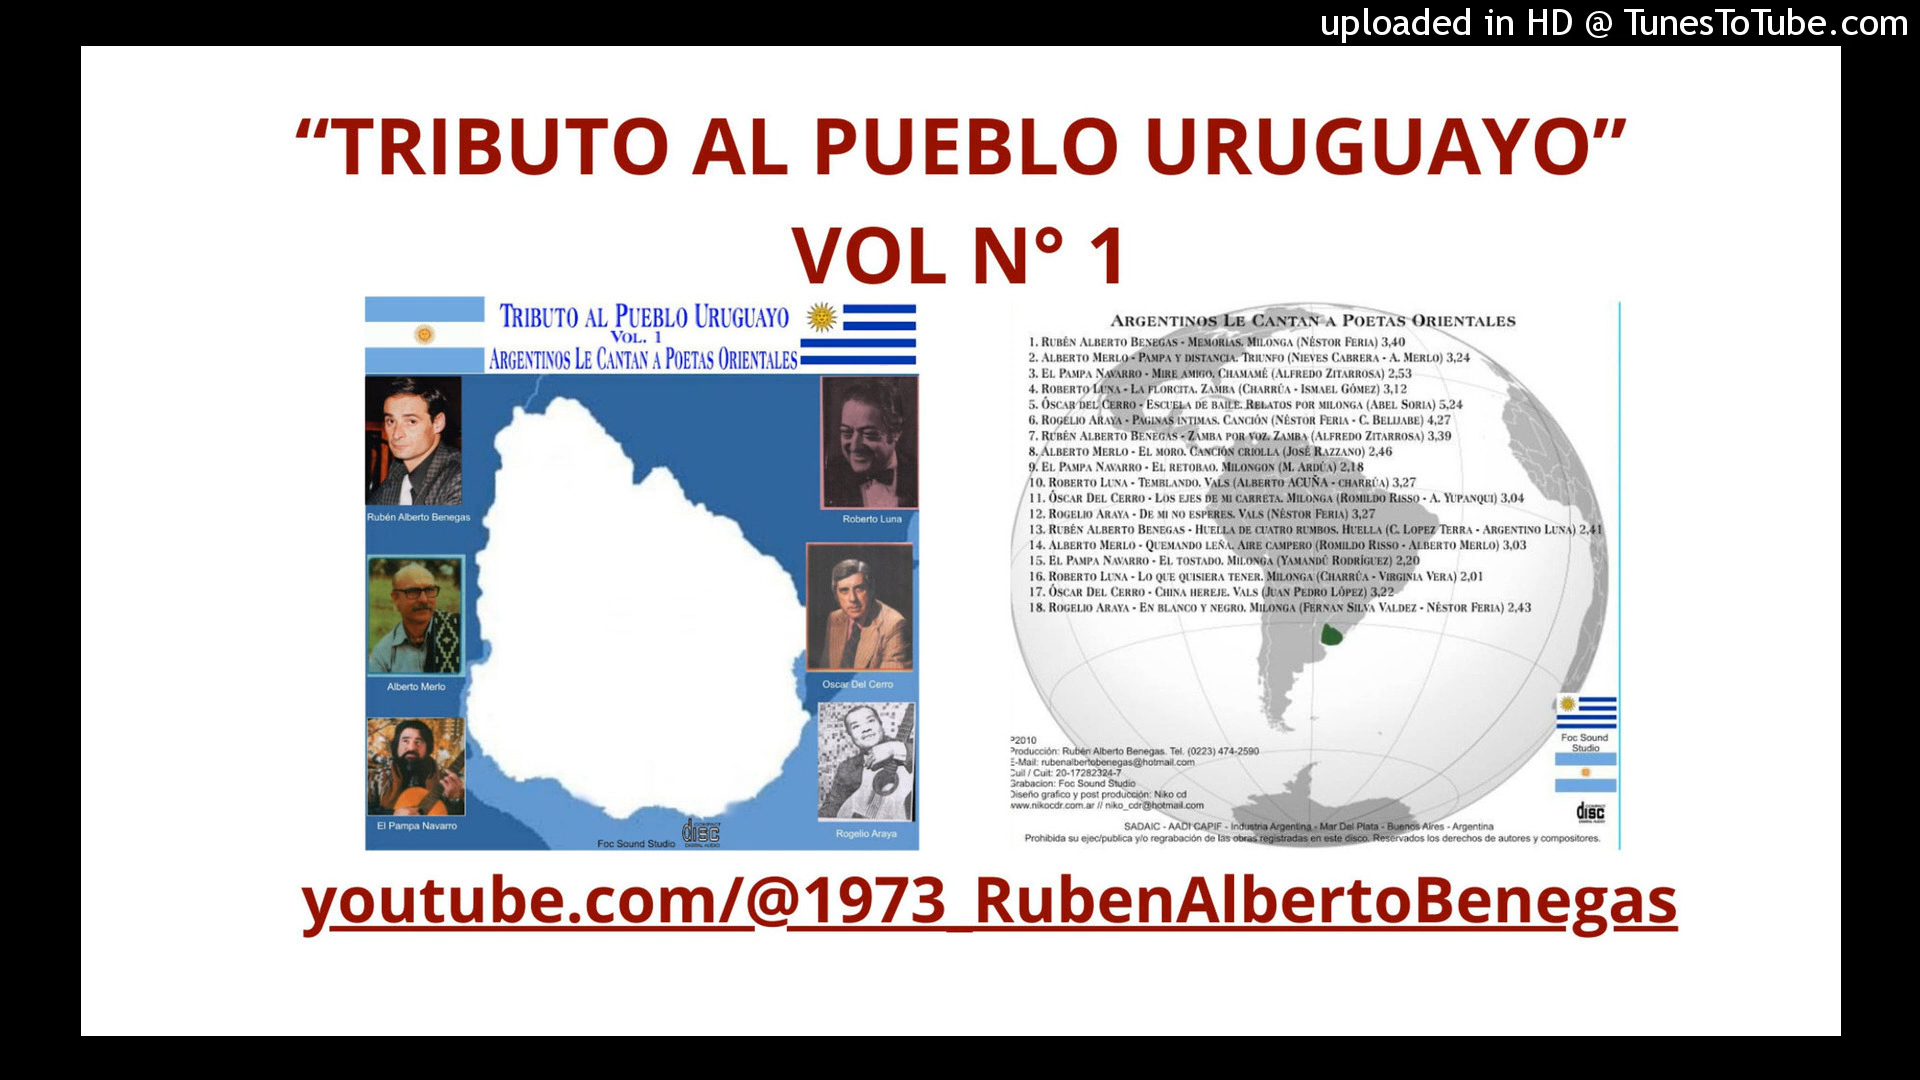 uploaded in HD @ TunesToTube.com
“TRIBUTO AL PUEBLO URUGUAYO”
VOL N° 1
TRIBUTO AL PUEBLO URUGUAYO
VOL. 1
ARGENTINOS LE CANTAN A POETAS ORIENTALES
Rubén Alberto Benegas
Roberto Luna
Alberto Merlo
Oscar Del Cerro
El Pampa Navarro
Rogelio Araya
Foc Sound Studio
COMPACT
disc
DIGITAL AUDIO
ARGENTINOS LE CANTAN A POETAS ORIENTALES
1. RUBÉN ALBERTO BENEGAS - MEMORIAS. MILONGA (NÉSTOR FERIA) 3,40
2. ALBERTO MERLO - PAMPA Y DISTANCIA. TRIUNFO (NIEVES CABRERA - A. MERLO) 3,24
3. EL PAMPA NAVARRO - MIRE AMIGO. CHAMAMÉ (ALFREDO ZITARROSA) 2,53
4. ROBERTO LUNA - LA FLORCITA. ZAMBA (CHARRÚA - ISMAEL GÓMEZ) 3,12
5. ÓSCAR DEL CERRO - ESCUELA DE BAILE. RELATOS POR MILONGA (ABEL SORIA) 5,24
6. ROGELIO ARAYA - PAGINAS INTIMAS. CANCIÓN (NÉSTOR FERIA - C. BELIJABE) 4,27
7. RUBÉN ALBERTO BENEGAS - ZAMBA POR VOZ. ZAMBA (ALFREDO ZITARROSA) 3,39
8. ALBERTO MERLO - EL MORO. CANCIÓN CRIOLLA (JOSÉ RAZZANO) 2,46
9. EL PAMPA NAVARRO - EL RETOBAO. MILONGON (M. ARDÚA) 2,18
10. ROBERTO LUNA - TEMBLANDO. VALS (ALBERTO ACUÑA - CHARRÚA) 3,27
11. ÓSCAR DEL CERRO - LOS EJES DE MI CARRETA. MILONGA (ROMILDO RISSO - A. YUPANQUI) 3,04
12. ROGELIO ARAYA - DE MI NO ESPERES. VALS (NÉSTOR FERIA) 3,27
13. RUBÉN ALBERTO BENEGAS - HUELLA DE CUATRO RUMBOS. HUELLA (C. LOPEZ TERRA - ARGENTINO LUNA) 2,41
14. ALBERTO MERLO - QUEMANDO LEÑA. AIRE CAMPERO (ROMILDO RISSO - ALBERTO MERLO) 3,03
15. EL PAMPA NAVARRO - EL TOSTADO. MILONGA (YAMANDÚ RODRÍGUEZ) 2,20
16. ROBERTO LUNA - LO QUE QUISIERA TENER. MILONGA (CHARRÚA - VIRGINIA VERA) 2,01
17. ÓSCAR DEL CERRO - CHINA HEREJE. VALS (JUAN PEDRO LÓPEZ) 3,22
18. ROGELIO ARAYA - EN BLANCO Y NEGRO. MILONGA (FERNAN SILVA VALDEZ - NÉSTOR FERIA) 2,43
P2010
Producción: Rubén Alberto Benegas. Tel. (0223) 474-2590
E-Mail: rubenalbertobenegas@hotmail.com
Cuil / Cuit: 20-17282324-7
Grabacion: Foc Sound Studio
Diseño grafico y post producción: Niko cd
www.nikocdr.com.ar // niko_cdr@hotmail.com
Foc Sound
Studio
COMPACT
disc
DIGITAL AUDIO
SADAIC - AADI CAPIF - Industria Argentina - Mar Del Plata - Buenos Aires - Argentina
Prohibida su ejec/publica y/o regrabación de las obras registradas en este disco. Reservados los derechos de autores y compositores.
youtube.com/@1973_RubenAlbertoBenegas